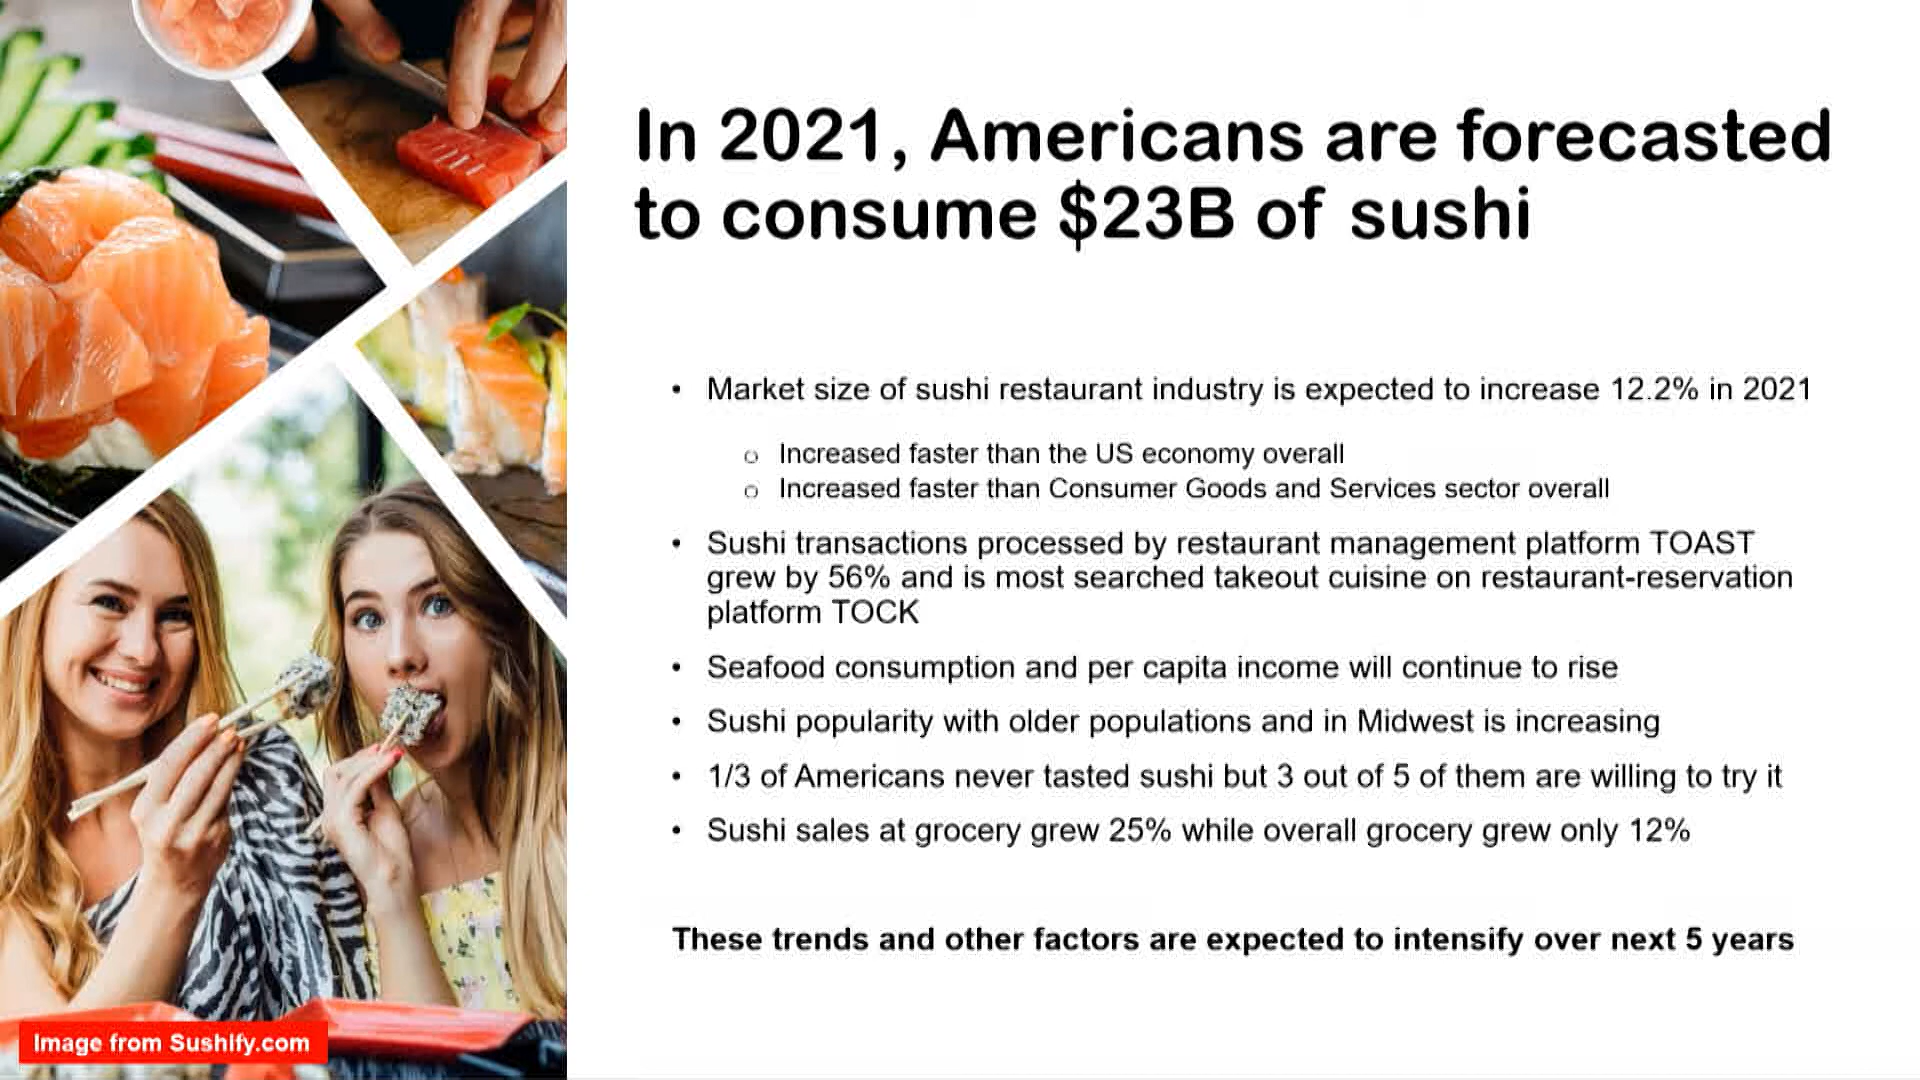 In 2021, Americans are forecasted
to consume $23B of sushi
• Market size of sushi restaurant industry is expected to increase 12.2% in 2021
o Increased faster than the US economy overall
o Increased faster than Consumer Goods and Services sector overall
• Sushi transactions processed by restaurant management platform TOAST
grew by 56% and is most searched takeout cuisine on restaurant-reservation
platform TOCK
• Seafood consumption and per capita income will continue to rise
• Sushi popularity with older populations and in Midwest is increasing
• 1/3 of Americans never tasted sushi but 3 out of 5 of them are willing to try it
• Sushi sales at grocery grew 25% while overall grocery grew only 12%
These trends and other factors are expected to intensify over next 5 years
Image from Sushify.com